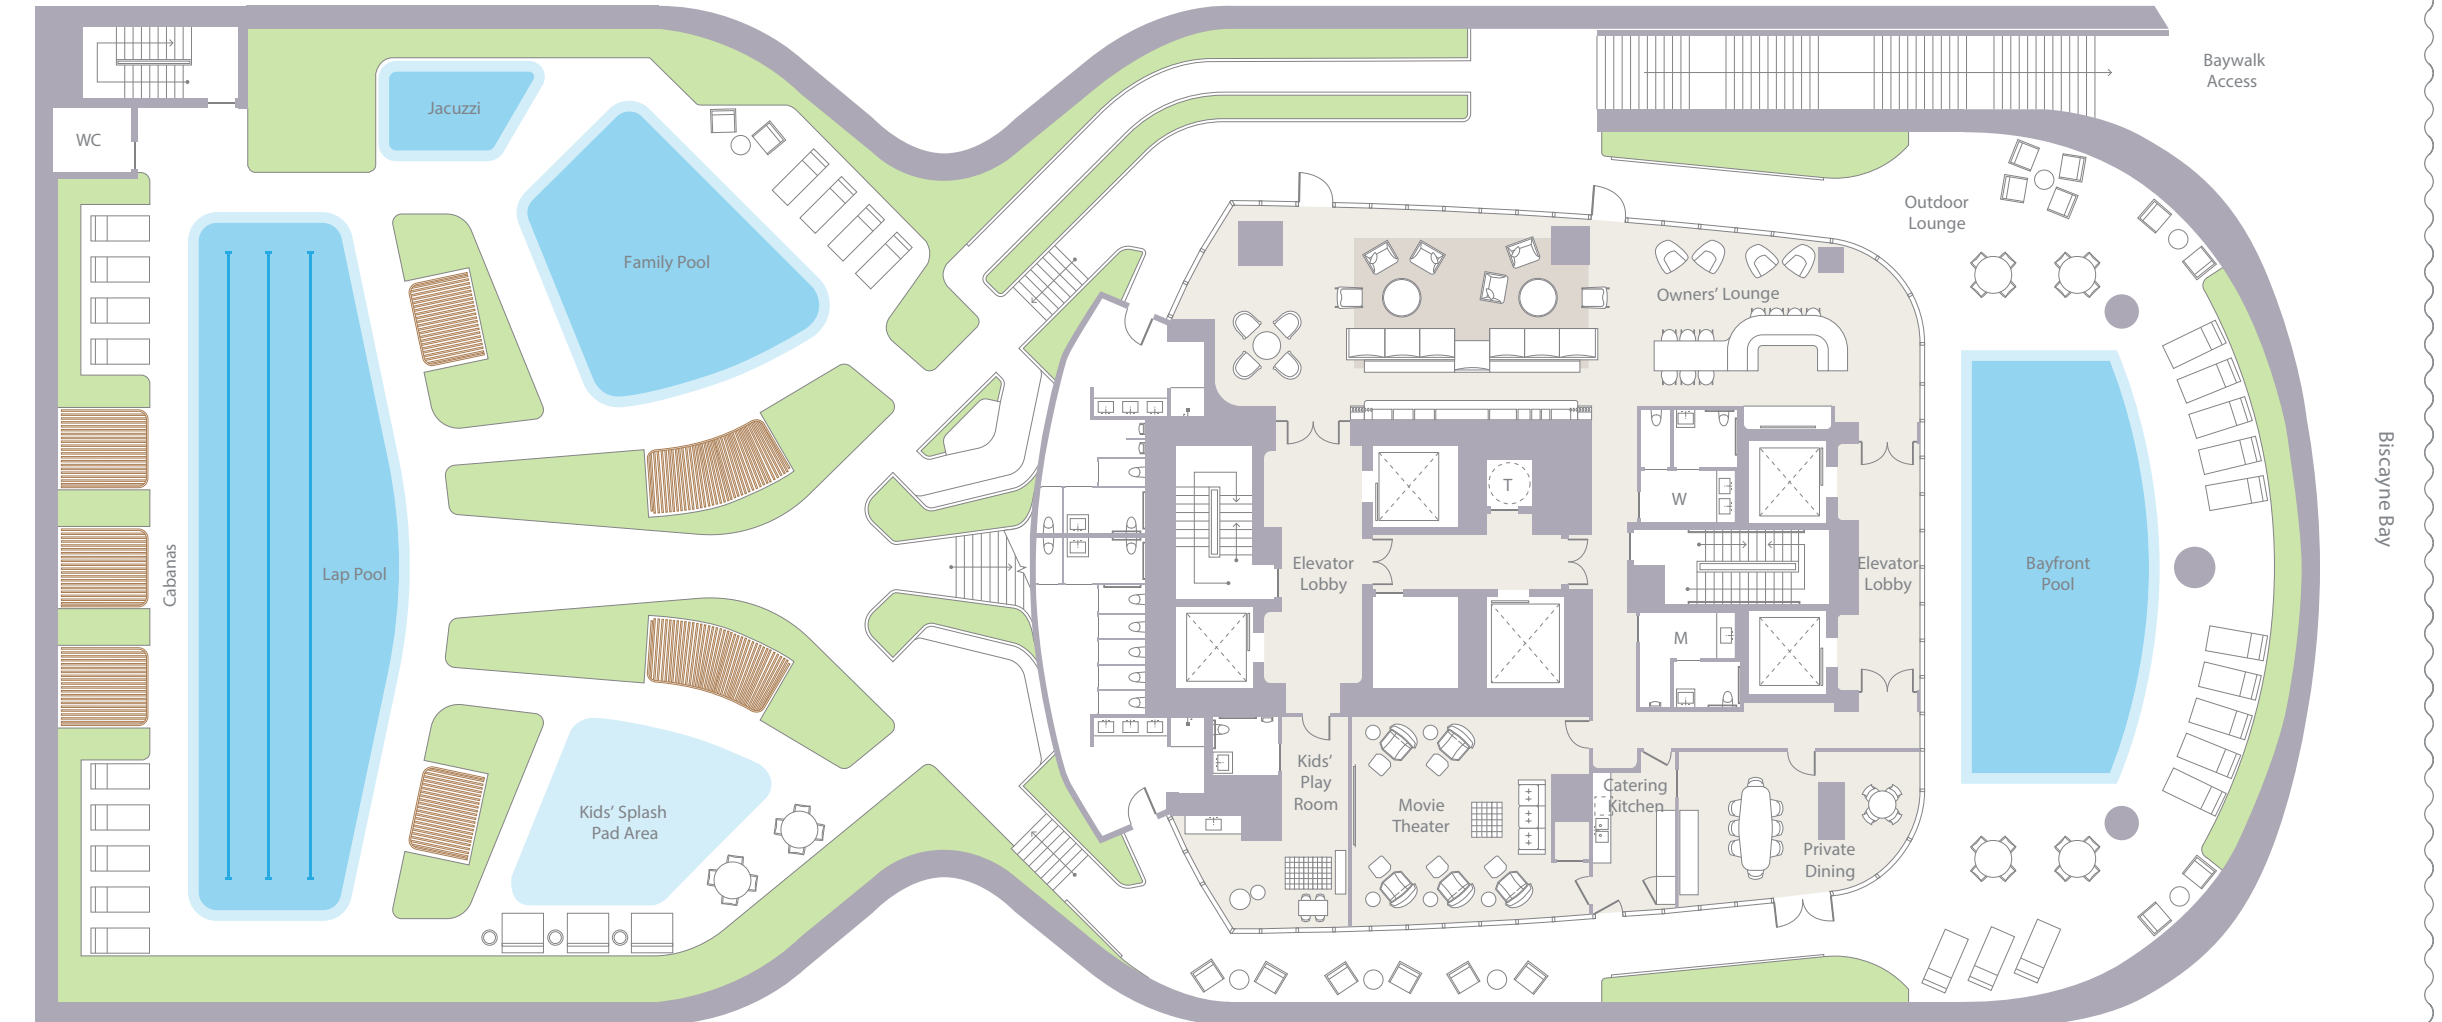 Baywalk
Access
Jacuzzi
WC
Outdoor
Lounge
Family Pool
Owners' Lounge
Biscayne Bay
T
W
Cabanas
Lap Pool
Elevator
Lobby
Elevator
Lobby
Bayfront
Pool
M
Kids'
Play
Room
Catering
Kitchen
Movie
Theater
Kids' Splash
Pad Area
Private
Dining